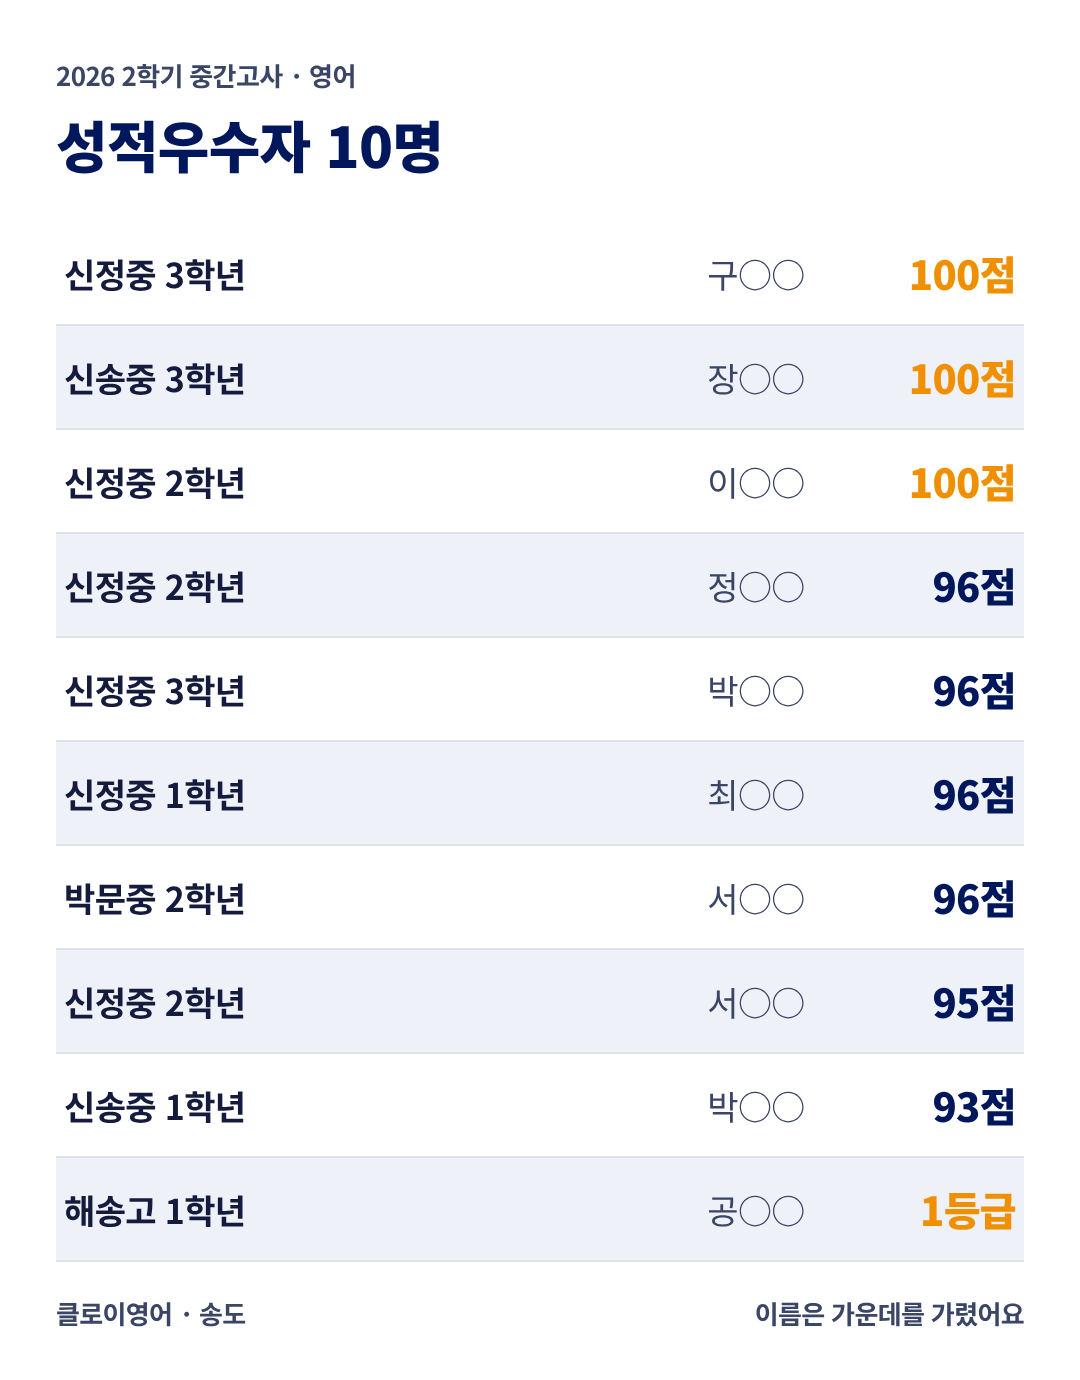 2026 2학기 중간고사 · 영어
성적우수자 10명
신정중 3학년 구○○ 100점
신송중 3학년 장○○ 100점
신정중 2학년 이○○ 100점
신정중 2학년 정○○ 96점
신정중 3학년 박○○ 96점
신정중 1학년 최○○ 96점
박문중 2학년 서○○ 96점
신정중 2학년 서○○ 95점
신송중 1학년 박○○ 93점
해송고 1학년 공○○ 1등급
클로이영어 · 송도 이름은 가운데를 가렸어요